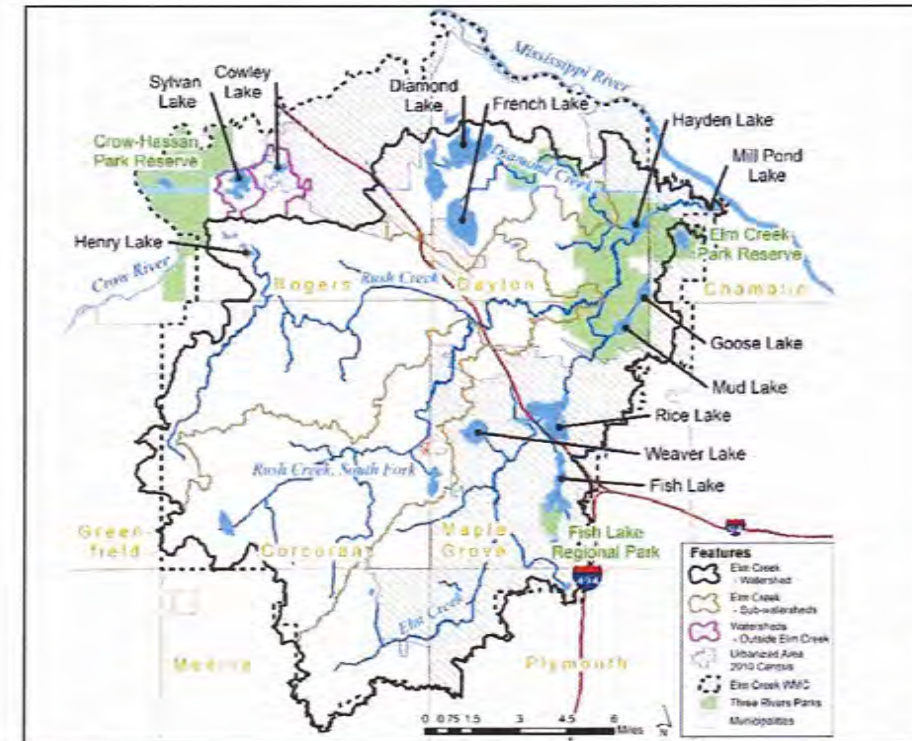 Mississippi River
Sylvan
Lake
Cowley
Lake
Diamond
Lake
French Lake
Hayden Lake
Mill Pond
Lake
Crow-Hassan
Park Reserve
Diamond Creek
Elm Creek
Park Reserve
Henry Lake
Crow River
Rogers
Rush Creek
Dayton
Champlin
Goose Lake
Mud Lake
Rice Lake
Weaver Lake
Rush Creek, South Fork
Fish Lake
Green-
field
Corcoran
Maple
Grove
Fish Lake
Regional Park
494
Elm Creek
Medina
Plymouth
Features
Elm Creek
- Watershed
Elm Creek
- Sub-watersheds
Watersheds
- Outside Elm Creek
Urbanized Area
2010 Census
Elm Creek WMC
Three Rivers Parks
Municipalities
0 0.75 1.5 3 4.5 6
Miles
N